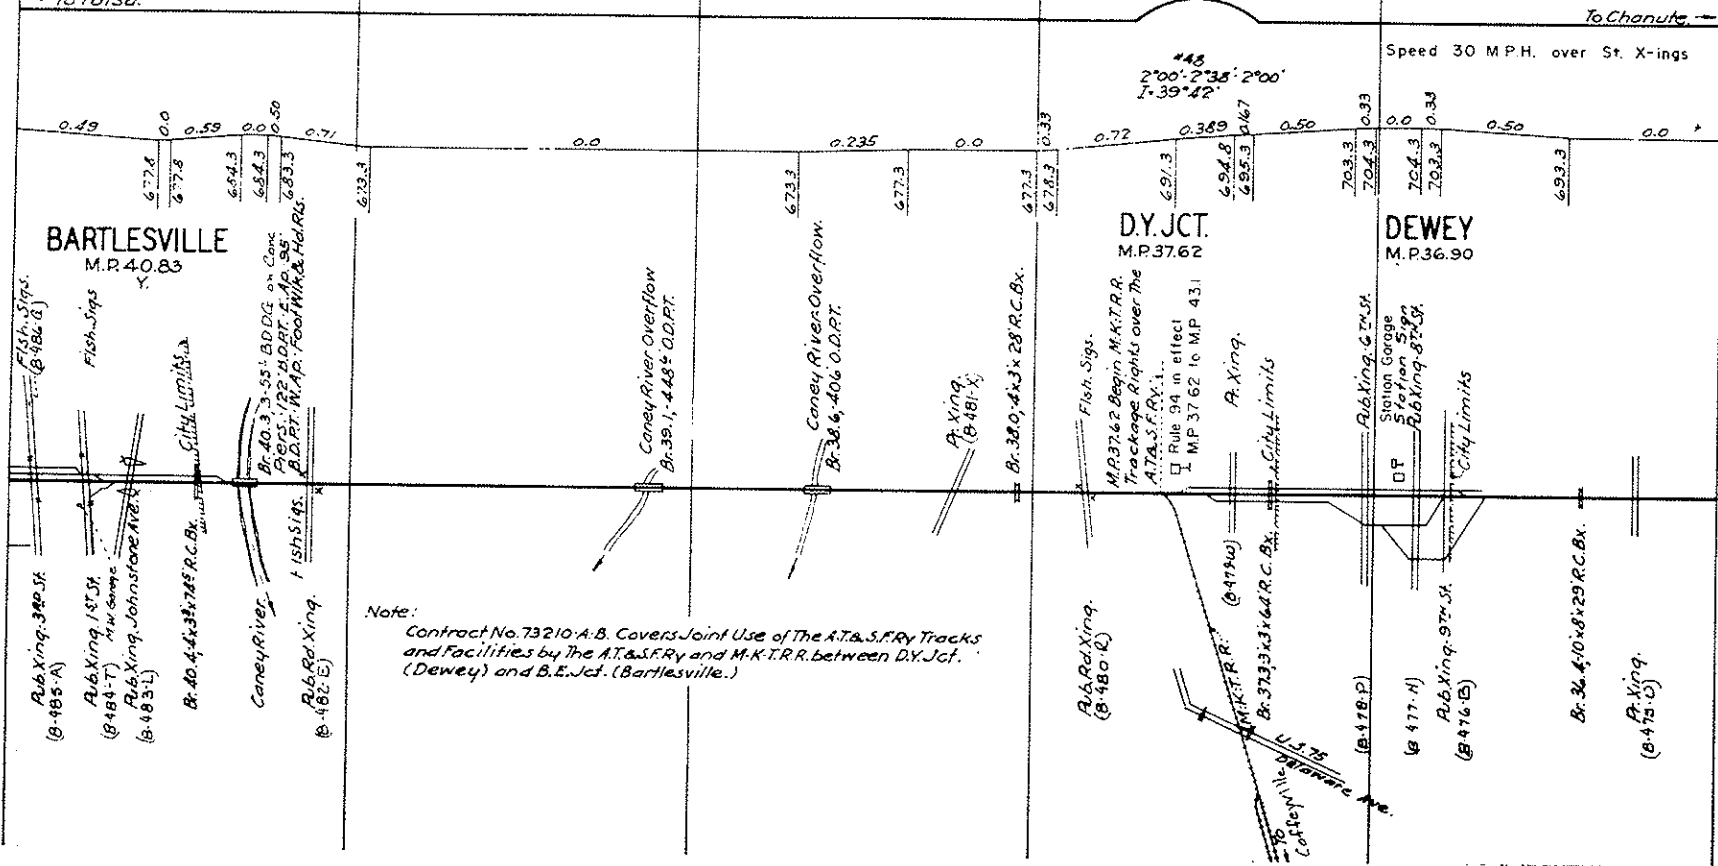 To Chanute.
Speed 30 M.P.H. over St. X-ings
#48
2°00'-2°38'-2°00'
I=39°42'
0.49
0.0
0.59
0.0
0.50
0.71
0.0
0.235
0.0
0.33
0.72
0.389
0.167
0.50
0.33
0.0
0.33
0.50
0.0
677.8
677.8
684.3
684.3
683.3
673.3
673.3
677.3
677.3
678.3
691.3
694.8
695.3
703.3
704.3
704.3
703.3
693.3
BARTLESVILLE
M.P. 40.83
Y.
D.Y. JCT.
M.P. 37.62
DEWEY
M.P. 36.90
Fish. Sigs.
Fish. Sigs
City Limits
Br. 40.3, 3-55' B.D.D.G. on Conc
Piers. 122' B.D.P.T. E. Ap. 95'
B.D.P.T. W. Ap. Foot Wlk & Hd. Rls.
Fish Sigs.
Caney River Overflow
Br. 39.1, -448' O.D.P.T.
Caney River Overflow.
Br. 38.6, 406' O.D.P.T.
Pr. Xing.
(B-481-X)
Br. 38.0, 4'x3'x28' R.C. Bx.
Fish. Sigs.
M.P. 37.62 Begin M.K.T.R.R.
Trackage Rights over The
A.T. & S.F. Ry.
Rule 94 in effect
M.P. 37.62 to M.P. 43.1
Pr. Xing.
City Limits
Pub. Xing. 6TH St.
Station Garage
Station Sign
Pub. Xing. 8TH St.
City Limits
Pub. Xing. 3RD St.
(B-485-A)
Pub. Xing. 1ST St.
(B-484-T)
M.W. Garage
Pub. Xing. Johnstone Ave.
(B-483-L)
Caney River.
Pub. Rd. Xing.
(B-482-E)
Note:
Contract No. 73210-A-B. Covers Joint Use of The A.T. & S.F. Ry Tracks
and Facilities by The A.T. & S.F. Ry and M-K-T. R.R. between D.Y. Jct.
(Dewey) and B.E. Jct. (Bartlesville.)
Pub. Rd. Xing.
(B-480-R)
(B-479-W)
M.K.T.R.R.
Br. 37.3, 3'x3'x64' R.C. Bx.
U.S. 75
Delaware Ave.
To
Coffeyville
(B-478-P)
(B-477-H)
Pub. Xing. 9TH St.
(B-476-B)
Br. 36.4, 10'x8'x29' R.C. Bx.
Pr. Xing.